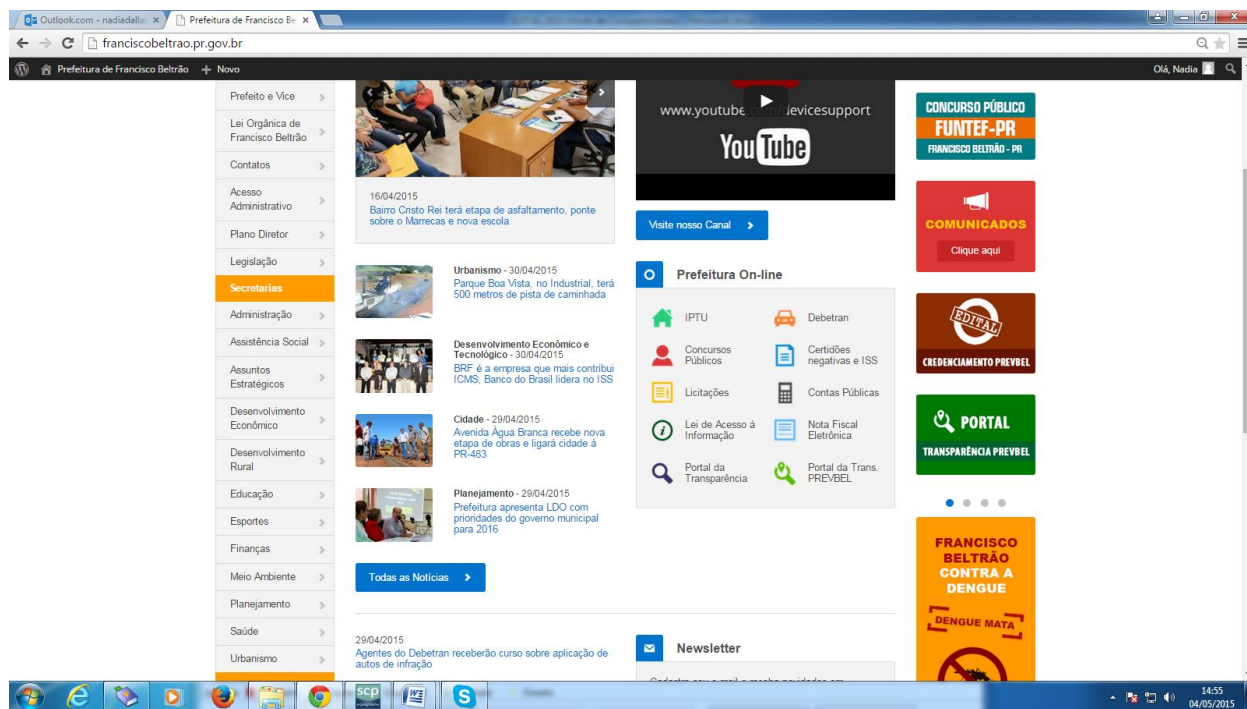 Outlook.com - nadiadalla
Prefeitura de Francisco Be
franciscobeltrao.pr.gov.br
Prefeitura de Francisco Beltrão
+ Novo
Olá, Nadia
Prefeito e Vice
Lei Orgânica de
Francisco Beltrão
Contatos
Acesso
Administrativo
Plano Diretor
Legislação
Secretarias
Administração
Assistência Social
Assuntos
Estratégicos
Desenvolvimento
Econômico
Desenvolvimento
Rural
Educação
Esportes
Finanças
Meio Ambiente
Planejamento
Saúde
Urbanismo
16/04/2015
Bairro Cristo Rei terá etapa de asfaltamento, ponte
sobre o Marrecas e nova escola
Urbanismo - 30/04/2015
Parque Boa Vista, no Industrial, terá
500 metros de pista de caminhada
Desenvolvimento Econômico e
Tecnológico - 30/04/2015
BRF é a empresa que mais contribui
ICMS; Banco do Brasil lidera no ISS
Cidade - 29/04/2015
Avenida Água Branca recebe nova
etapa de obras e ligará cidade à
PR-483
Planejamento - 29/04/2015
Prefeitura apresenta LDO com
prioridades do governo municipal
para 2016
Todas as Notícias
29/04/2015
Agentes do Debetran receberão curso sobre aplicação de
autos de infração
www.youtube.com/devicesupport
YouTube
Visite nosso Canal
Prefeitura On-line
IPTU
Debetran
Concursos
Públicos
Certidões
negativas e ISS
Licitações
Contas Públicas
Lei de Acesso à
Informação
Nota Fiscal
Eletrônica
Portal da
Transparência
Portal da Trans.
PREVBEL
Newsletter
CONCURSO PÚBLICO
FUNTEF-PR
FRANCISCO BELTRÃO - PR
COMUNICADOS
Clique aqui
EDITAL
CREDENCIAMENTO PREVBEL
PORTAL
TRANSPARÊNCIA PREVBEL
FRANCISCO
BELTRÃO
CONTRA A
DENGUE
DENGUE MATA
scp
14:55
04/05/2015